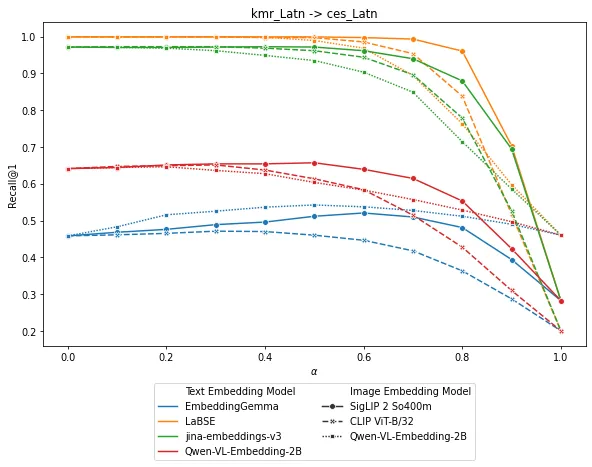 kmr_Latn -> ces_Latn
Recall@1
1.0
0.9
0.8
0.7
0.6
0.5
0.4
0.3
0.2
0.0 0.2 0.4 0.6 0.8 1.0
α
Text Embedding Model
EmbeddingGemma
LaBSE
jina-embeddings-v3
Qwen-VL-Embedding-2B
Image Embedding Model
SigLIP 2 So400m
CLIP ViT-B/32
Qwen-VL-Embedding-2B